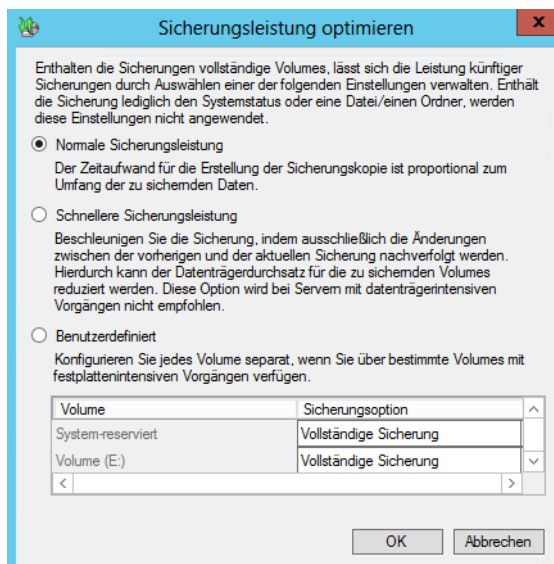 Sicherungsleistung optimieren
x
Enthalten die Sicherungen vollständige Volumes, lässt sich die Leistung künftiger
Sicherungen durch Auswählen einer der folgenden Einstellungen verwalten. Enthält
die Sicherung lediglich den Systemstatus oder eine Datei/einen Ordner, werden
diese Einstellungen nicht angewendet.
Normale Sicherungsleistung
Der Zeitaufwand für die Erstellung der Sicherungskopie ist proportional zum
Umfang der zu sichernden Daten.
Schnellere Sicherungsleistung
Beschleunigen Sie die Sicherung, indem ausschließlich die Änderungen
zwischen der vorherigen und der aktuellen Sicherung nachverfolgt werden.
Hierdurch kann der Datenträgerdurchsatz für die zu sichernden Volumes
reduziert werden. Diese Option wird bei Servern mit datenträgerintensiven
Vorgängen nicht empfohlen.
Benutzerdefiniert
Konfigurieren Sie jedes Volume separat, wenn Sie über bestimmte Volumes mit
festplattenintensiven Vorgängen verfügen.
Volume Sicherungsoption
System-reserviert Vollständige Sicherung
Volume (E:) Vollständige Sicherung
OK Abbrechen